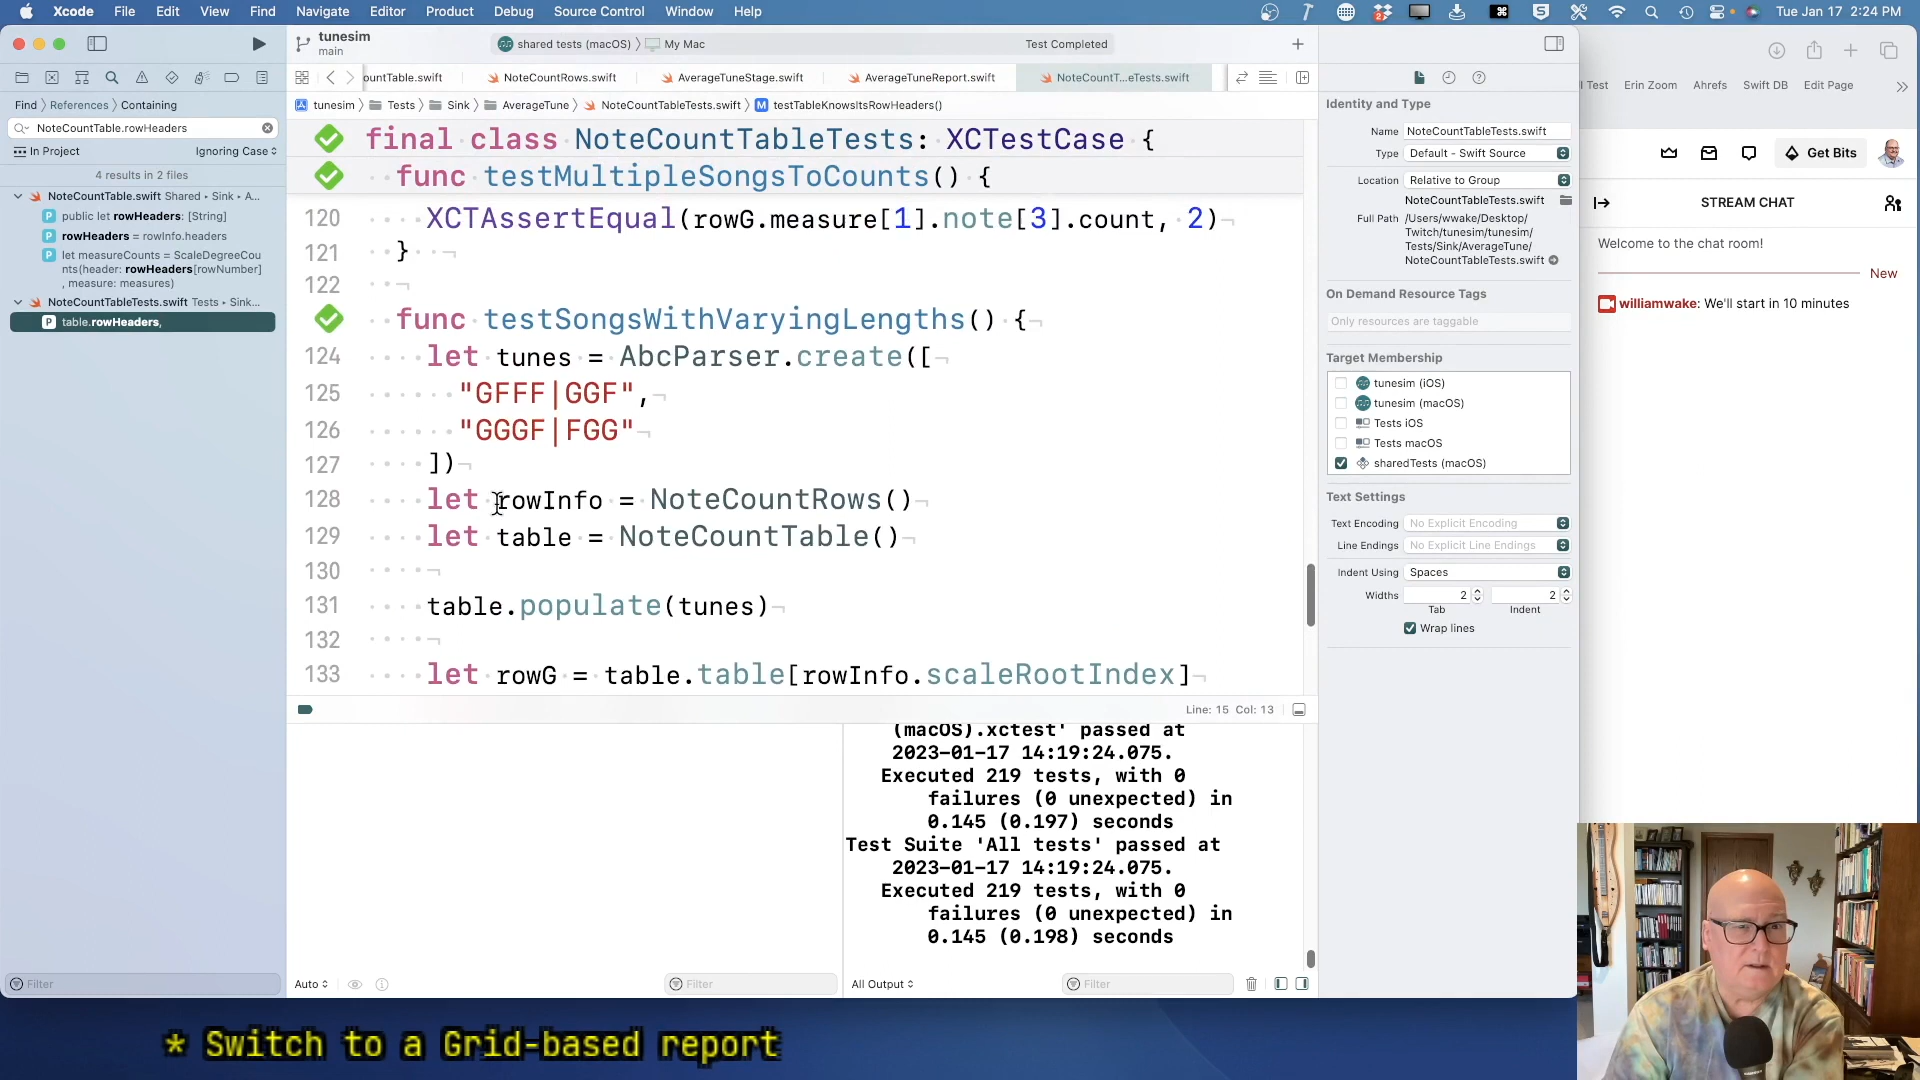 Xcode File Edit View Find Navigate Editor Product Debug Source Control Window Help Tue Jan 17 2:24 PM
tunesim
main
shared tests (macOS) My Mac Test Completed
ountTable.swift NoteCountRows.swift AverageTuneStage.swift AverageTuneReport.swift NoteCountT...eTests.swift
l Test Erin Zoom Ahrefs Swift DB Edit Page
Find References Containing
tunesim Tests Sink AverageTune NoteCountTableTests.swift M testTableKnowsItsRowHeaders()
NoteCountTable.rowHeaders
In Project Ignoring Case
4 results in 2 files
NoteCountTable.swift Shared ▸ Sink ▸ A...
P public let rowHeaders: [String]
P rowHeaders = rowInfo.headers
P let measureCounts = ScaleDegreeCou
nts(header: rowHeaders[rowNumber]
, measure: measures)
NoteCountTableTests.swift Tests ▸ Sink...
P table.rowHeaders,
Filter
final class NoteCountTableTests: XCTestCase {
func testMultipleSongsToCounts() {
120 XCTAssertEqual(rowG.measure[1].note[3].count, 2)
121 }
122
func testSongsWithVaryingLengths() {
124 let tunes = AbcParser.create([
125 "GFFF|GGF",
126 "GGGF|FGG"
127 ])
128 let rowInfo = NoteCountRows()
129 let table = NoteCountTable()
130
131 table.populate(tunes)
132
133 let rowG = table.table[rowInfo.scaleRootIndex]
Line: 15 Col: 13
(macOS).xctest' passed at
2023-01-17 14:19:24.075.
Executed 219 tests, with 0
failures (0 unexpected) in
0.145 (0.197) seconds
Test Suite 'All tests' passed at
2023-01-17 14:19:24.075.
Executed 219 tests, with 0
failures (0 unexpected) in
0.145 (0.198) seconds
Auto Filter All Output Filter
Identity and Type
Name NoteCountTableTests.swift
Type Default - Swift Source
Location Relative to Group
NoteCountTableTests.swift
Full Path /Users/wwake/Desktop/
Twitch/tunesim/tunesim/
Tests/Sink/AverageTune/
NoteCountTableTests.swift
On Demand Resource Tags
Only resources are taggable
Target Membership
tunesim (iOS)
tunesim (macOS)
Tests iOS
Tests macOS
sharedTests (macOS)
Text Settings
Text Encoding No Explicit Encoding
Line Endings No Explicit Line Endings
Indent Using Spaces
Widths 2 2
Tab Indent
Wrap lines
Get Bits
STREAM CHAT
Welcome to the chat room!
New
williamwake: We'll start in 10 minutes
* Switch to a Grid-based report